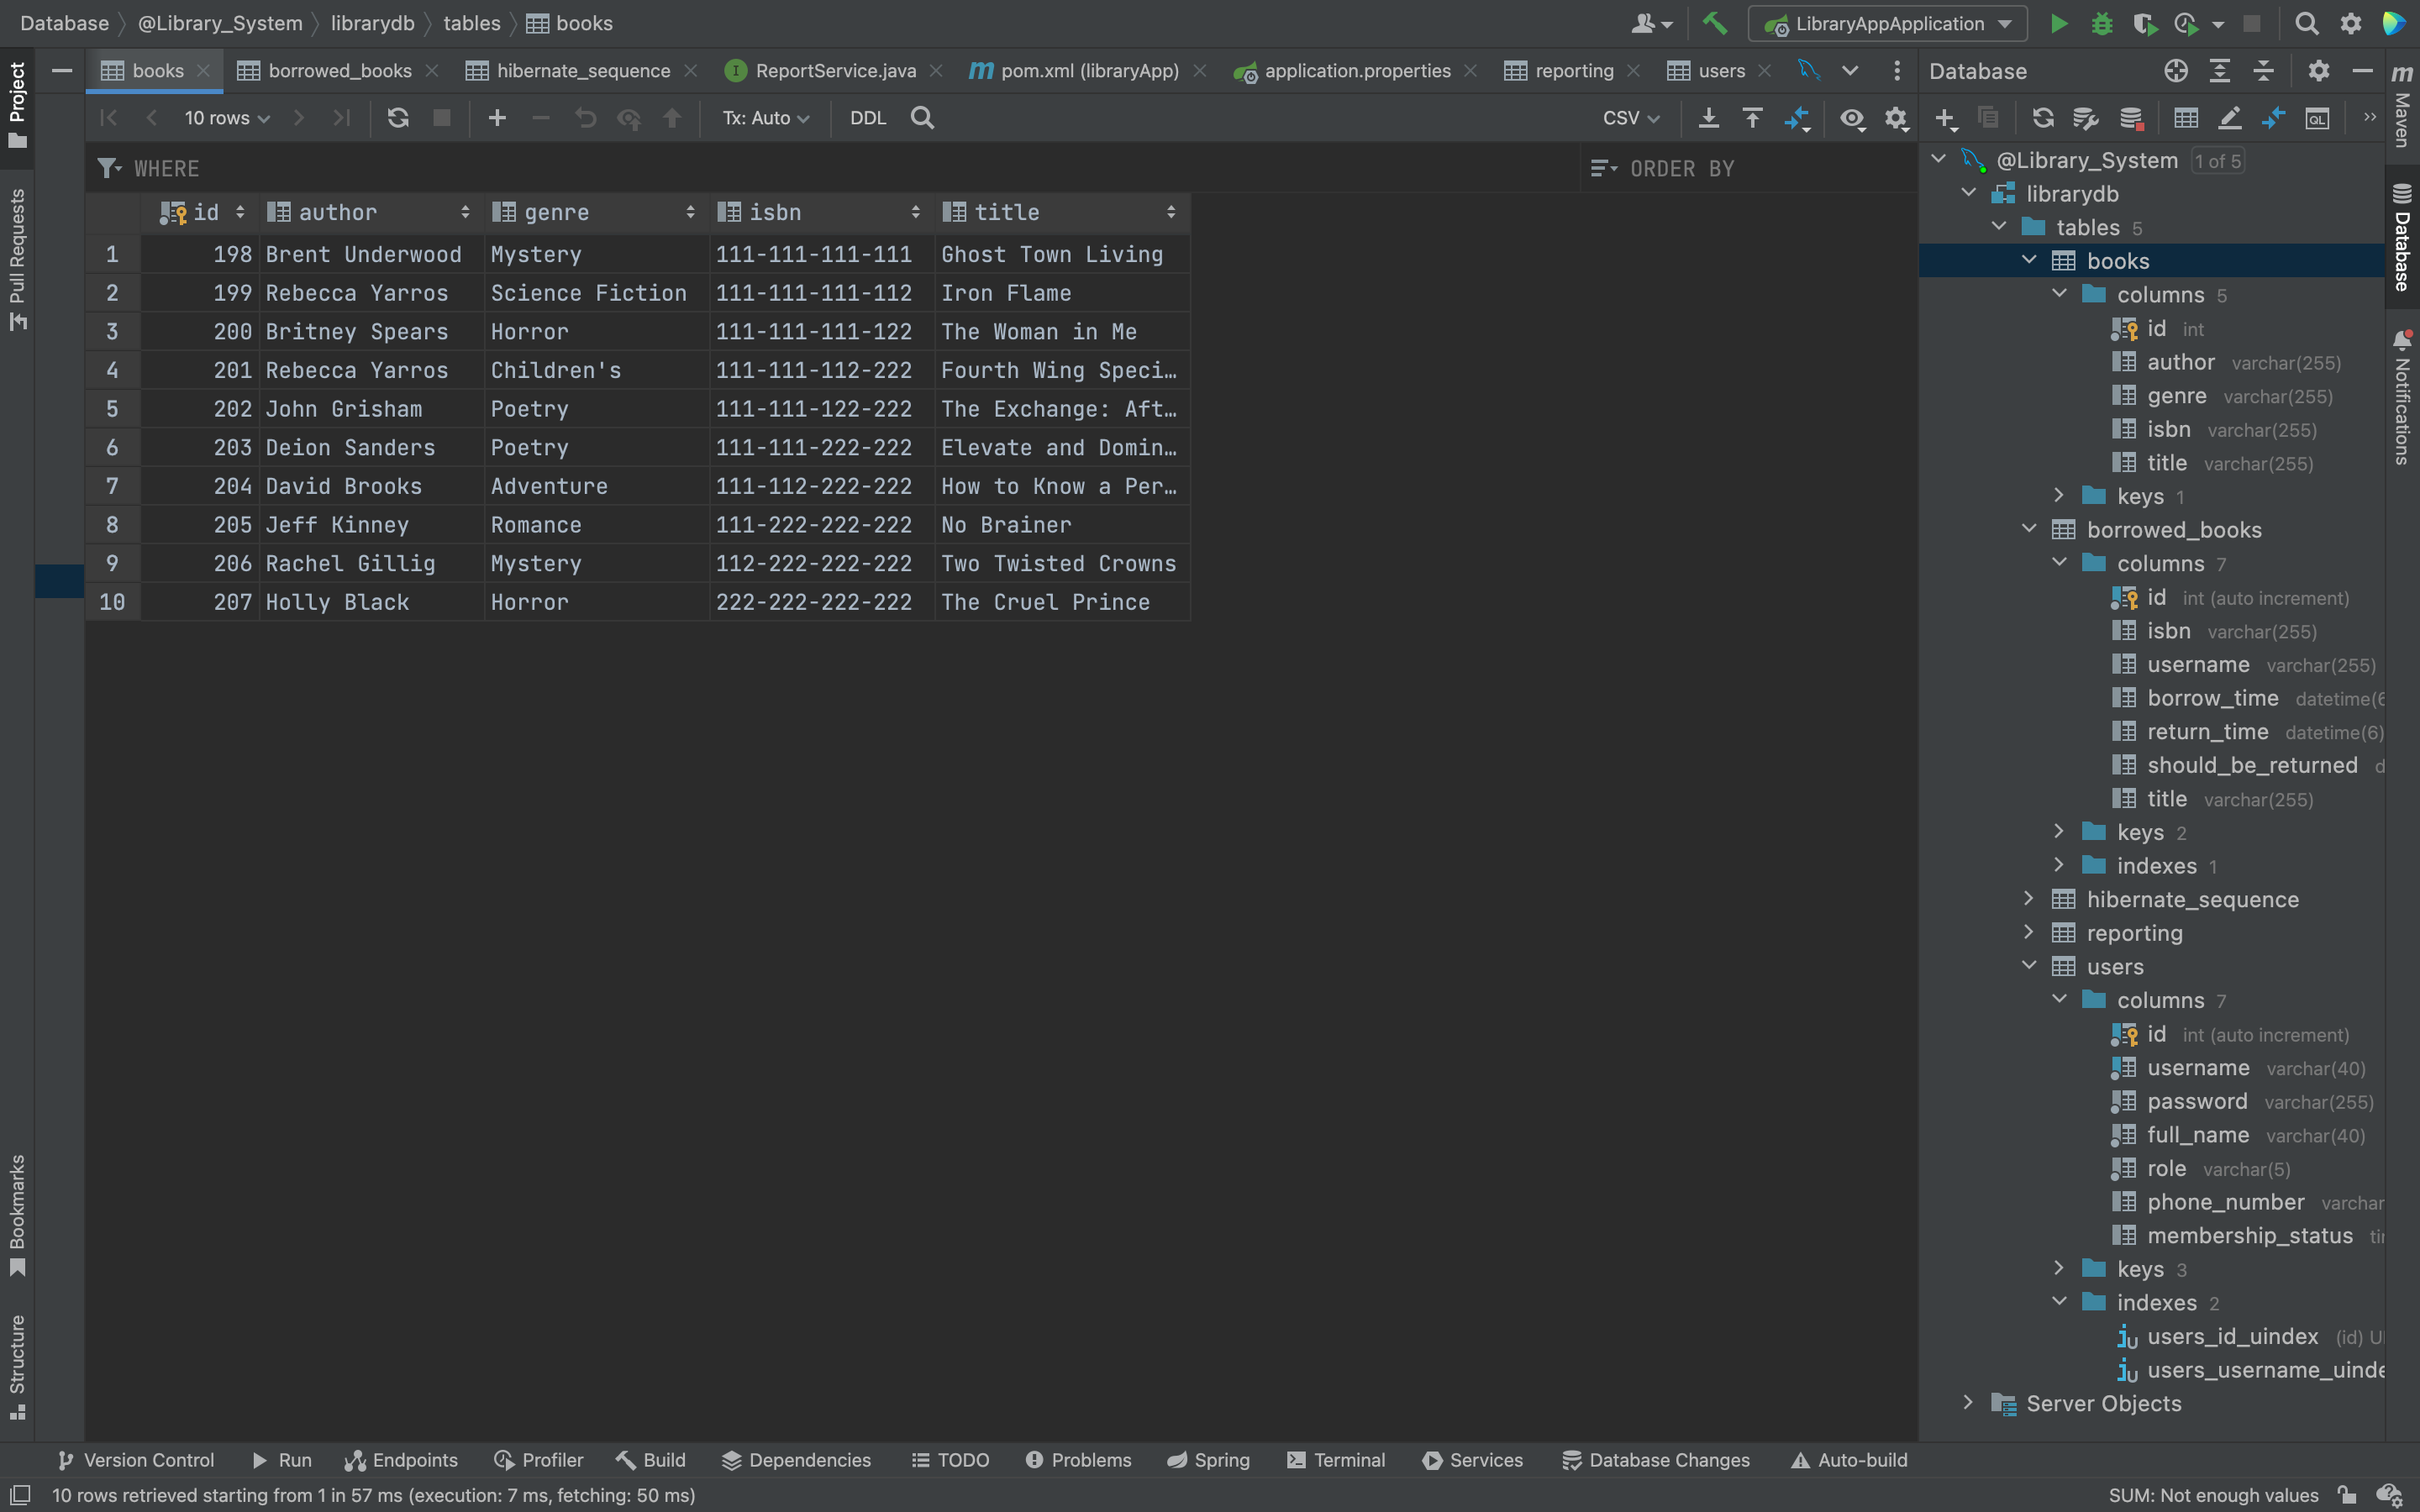 Database @Library_System librarydb tables books
LibraryAppApplication
books borrowed_books hibernate_sequence ReportService.java pom.xml (libraryApp) application.properties reporting users
Database
10 rows Tx: Auto DDL CSV
WHERE ORDER BY
id author genre isbn title
1 198 Brent Underwood Mystery 111-111-111-111 Ghost Town Living
2 199 Rebecca Yarros Science Fiction 111-111-111-112 Iron Flame
3 200 Britney Spears Horror 111-111-111-122 The Woman in Me
4 201 Rebecca Yarros Children's 111-111-112-222 Fourth Wing Speci…
5 202 John Grisham Poetry 111-111-122-222 The Exchange: Aft…
6 203 Deion Sanders Poetry 111-111-222-222 Elevate and Domin…
7 204 David Brooks Adventure 111-112-222-222 How to Know a Per…
8 205 Jeff Kinney Romance 111-222-222-222 No Brainer
9 206 Rachel Gillig Mystery 112-222-222-222 Two Twisted Crowns
10 207 Holly Black Horror 222-222-222-222 The Cruel Prince
@Library_System 1 of 5
librarydb
tables 5
books
columns 5
id int
author varchar(255)
genre varchar(255)
isbn varchar(255)
title varchar(255)
keys 1
borrowed_books
columns 7
id int (auto increment)
isbn varchar(255)
username varchar(255)
borrow_time datetime(6
return_time datetime(6)
should_be_returned d
title varchar(255)
keys 2
indexes 1
hibernate_sequence
reporting
users
columns 7
id int (auto increment)
username varchar(40)
password varchar(255)
full_name varchar(40)
role varchar(5)
phone_number varchar
membership_status tin
keys 3
indexes 2
users_id_uindex (id) U
users_username_uinde
Server Objects
Project
Pull Requests
Bookmarks
Structure
m
Maven
Database
Notifications
QL
Version Control Run Endpoints Profiler Build Dependencies TODO Problems Spring Terminal Services Database Changes Auto-build
10 rows retrieved starting from 1 in 57 ms (execution: 7 ms, fetching: 50 ms)
SUM: Not enough values